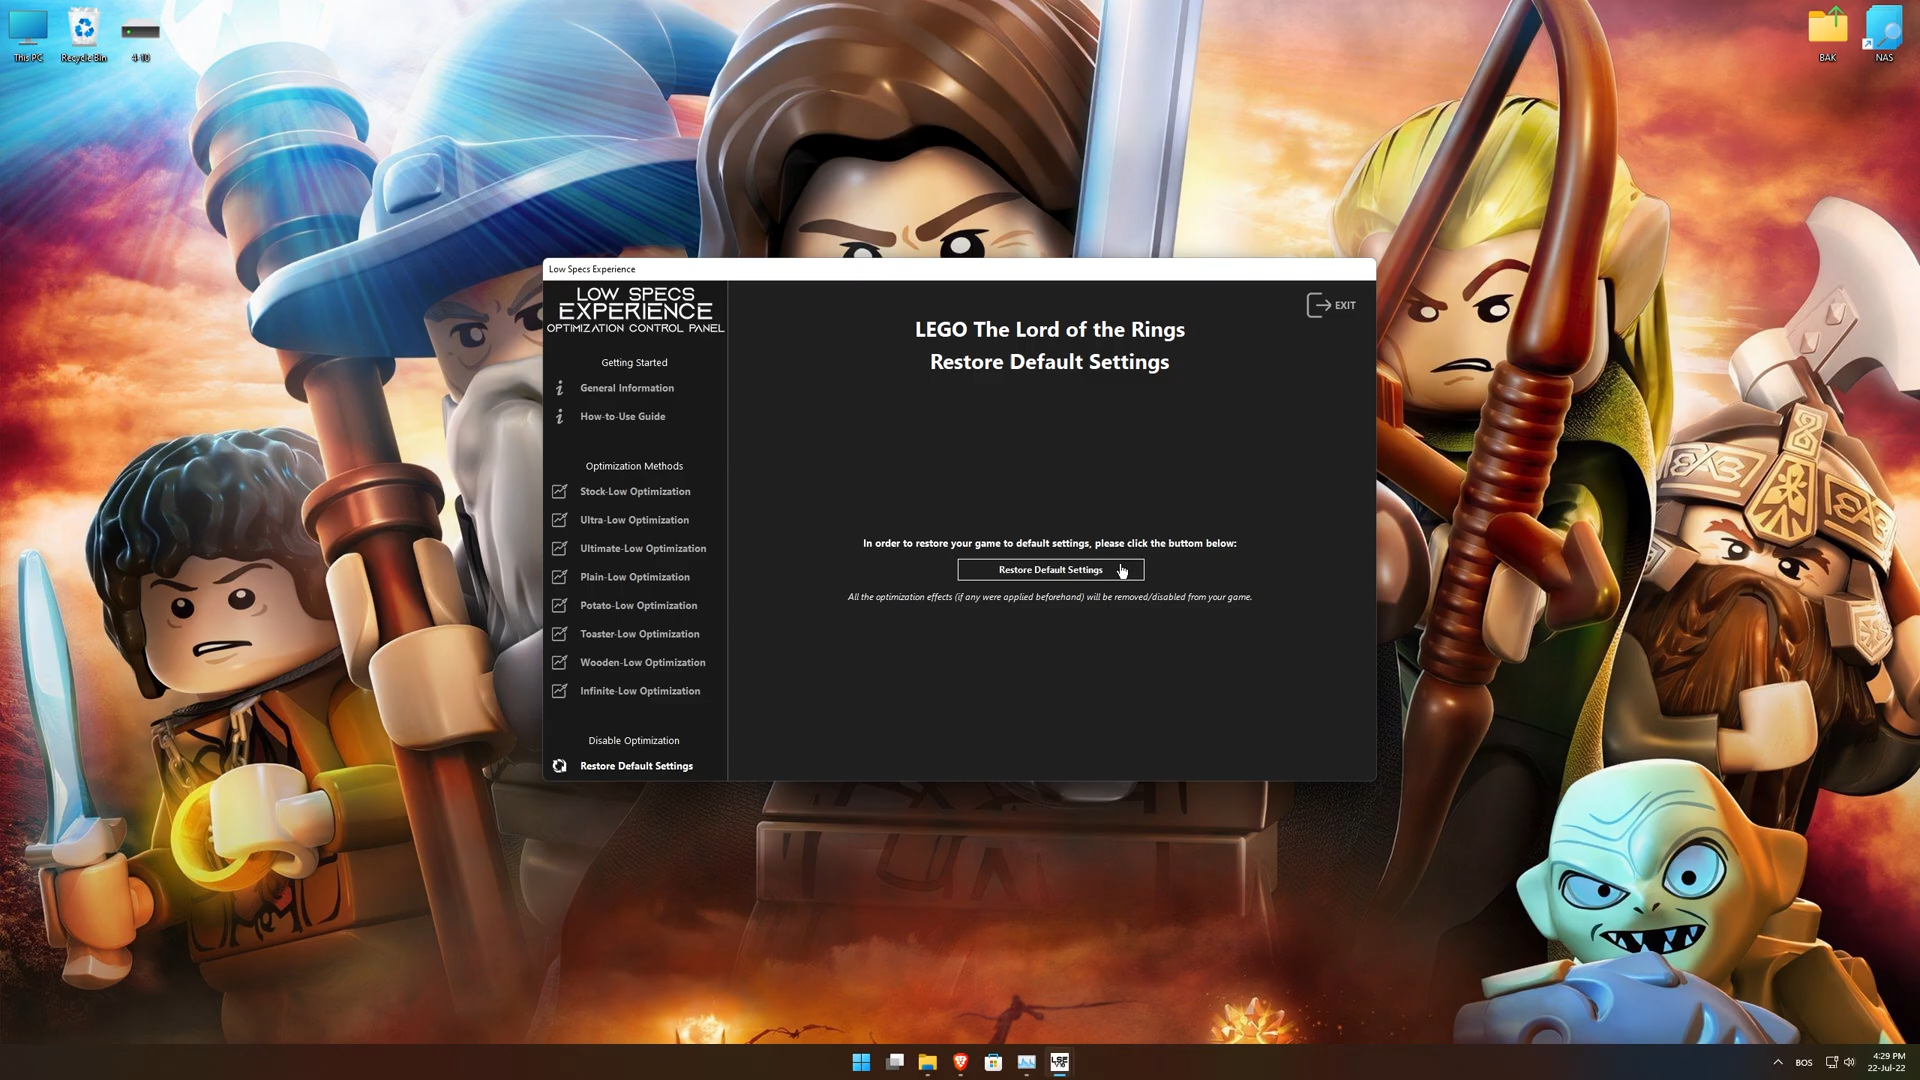 This PC
Recycle Bin
4-10
BAK
NAS
Low Specs Experience
LOW SPECS
EXPERIENCE
OPTIMIZATION CONTROL PANEL
Getting Started
General Information
How-to-Use Guide
Optimization Methods
Stock-Low Optimization
Ultra-Low Optimization
Ultimate-Low Optimization
Plain-Low Optimization
Potato-Low Optimization
Toaster-Low Optimization
Wooden-Low Optimization
Infinite-Low Optimization
Disable Optimization
Restore Default Settings
EXIT
LEGO The Lord of the Rings
Restore Default Settings
In order to restore your game to default settings, please click the buttom below:
Restore Default Settings
All the optimization effects (if any were applied beforehand) will be removed/disabled from your game.
BOS
4:29 PM
22-Jul-22